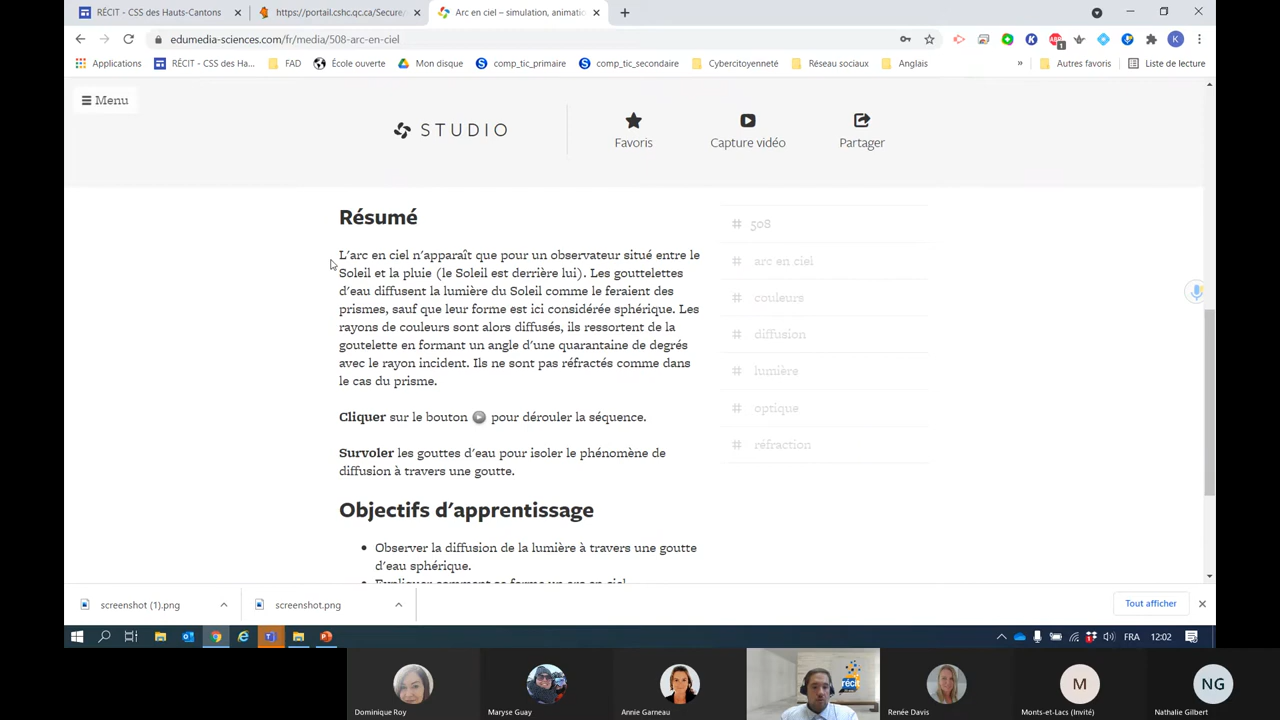 RÉCIT - CSS des Hauts-Cantons
https://portail.cshc.qc.ca/Secure/
Arc en ciel – simulation, animatio
edumedia-sciences.com/fr/media/508-arc-en-ciel
Applications
RÉCIT - CSS des Ha...
FAD
École ouverte
Mon disque
comp_tic_primaire
comp_tic_secondaire
Cybercitoyenneté
Réseau sociaux
Anglais
»
Autres favoris
Liste de lecture
Menu
STUDIO
Favoris
Capture vidéo
Partager
Résumé
L'arc en ciel n'apparaît que pour un observateur situé entre le
Soleil et la pluie (le Soleil est derrière lui). Les gouttelettes
d'eau diffusent la lumière du Soleil comme le feraient des
prismes, sauf que leur forme est ici considérée sphérique. Les
rayons de couleurs sont alors diffusés, ils ressortent de la
goutelette en formant un angle d'une quarantaine de degrés
avec le rayon incident. Ils ne sont pas réfractés comme dans
le cas du prisme.
Cliquer sur le bouton pour dérouler la séquence.
Survoler les gouttes d'eau pour isoler le phénomène de
diffusion à travers une goutte.
Objectifs d'apprentissage
• Observer la diffusion de la lumière à travers une goutte
d'eau sphérique.
Expliquer comment se forme un arc en ciel
# 508
# arc en ciel
# couleurs
# diffusion
# lumière
# optique
# réfraction
screenshot (1).png
screenshot.png
Tout afficher
FRA
12:02
récit
Dominique Roy
Maryse Guay
Annie Garneau
Renée Davis
M
Monts-et-Lacs (Invité)
NG
Nathalie Gilbert